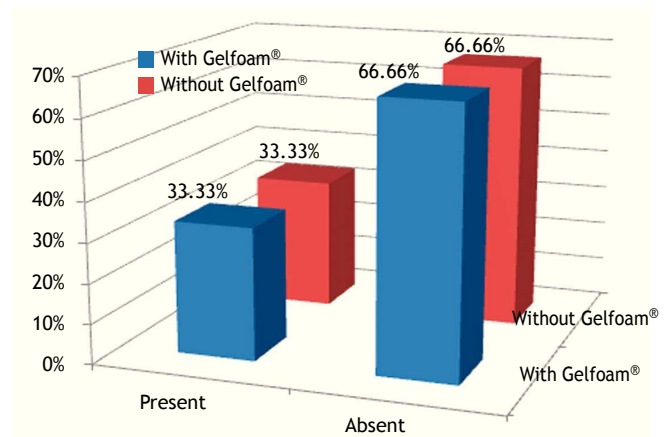 With Gelfoam®
Without Gelfoam®
70%
60%
50%
40%
30%
20%
10%
0%
33.33%
33.33%
66.66%
66.66%
Present
Absent
Without Gelfoam®
With Gelfoam®